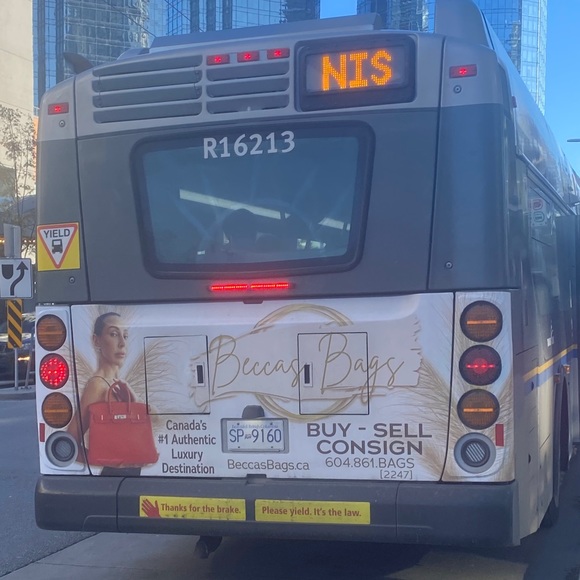 NIS
R16213
YIELD
Beccas Bags
Canada's
#1 Authentic
Luxury
Destination
SP 9160
BeccasBags.ca
BUY - SELL
CONSIGN
604.861.BAGS
[2247]
Thanks for the brake.
Please yield. It's the law.